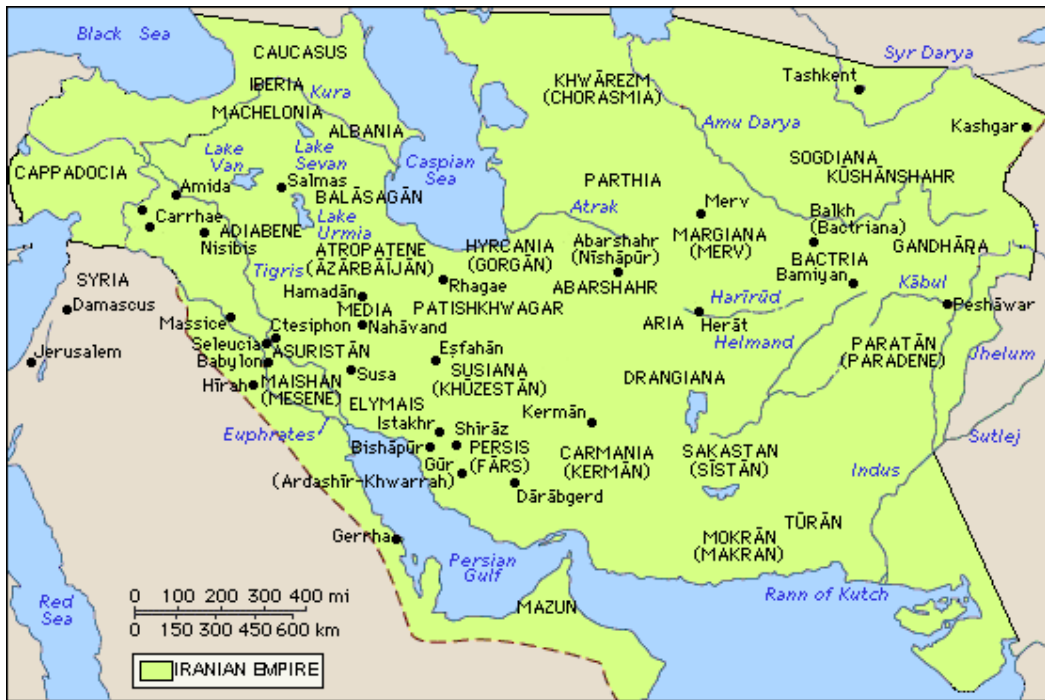 Black Sea
CAUCASUS
Syr Darya
IBERIA
Kura
KHWĀREZM
(CHORASMIA)
Tashkent
MACHELONIA
ALBANIA
Amu Darya
Kashgar
Lake
Van
Lake
Sevan
Caspian
Sea
SOGDIANA
KŪSHĀNSHAHR
CAPPADOCIA
Amida
Salmas
BALĀSAGĀN
PARTHIA
Carrhae
Lake
Urmia
Atrak
Merv
Balkh
(Bactriana)
ADIABENE
Nisibis
ATROPATENE
(ĀZĀRBĀĪJĀN)
HYRCANIA
(GORGĀN)
Abarshahr
(Nīshāpūr)
MARGIANA
(MERV)
GANDHĀRA
SYRIA
Tigris
Rhagae
ABARSHAHR
BACTRIA
Bamiyan
Kābul
Damascus
Hamadān
MEDIA
PATISHKHWAGAR
Harīrūd
Peshāwar
Massice
Nahāvand
ARIA
Herāt
Helmand
PARATĀN
(PARADENE)
Jhelum
Ctesiphon
Seleucia
ASURISTĀN
Eṣfahān
Jerusalem
Babylon
Susa
SUSIANA
(KHŪZESTĀN)
DRANGIANA
Hīrah
MAISHĀN
(MESENE)
ELYMAIS
Kermān
Euphrates
Istakhr
Shīrāz
Sutlej
Bishāpūr
PERSIS
(FĀRS)
CARMANIA
(KERMĀN)
SAKASTAN
(SĪSTĀN)
Indus
Gūr
(Ardashīr-Khwarrah)
Dārābgerd
TŪRĀN
Gerrha
MOKRĀN
(MAKRAN)
Persian
Gulf
Rann of Kutch
Red
Sea
0 100 200 300 400 mi
MAZUN
0 150 300 450 600 km
IRANIAN EMPIRE